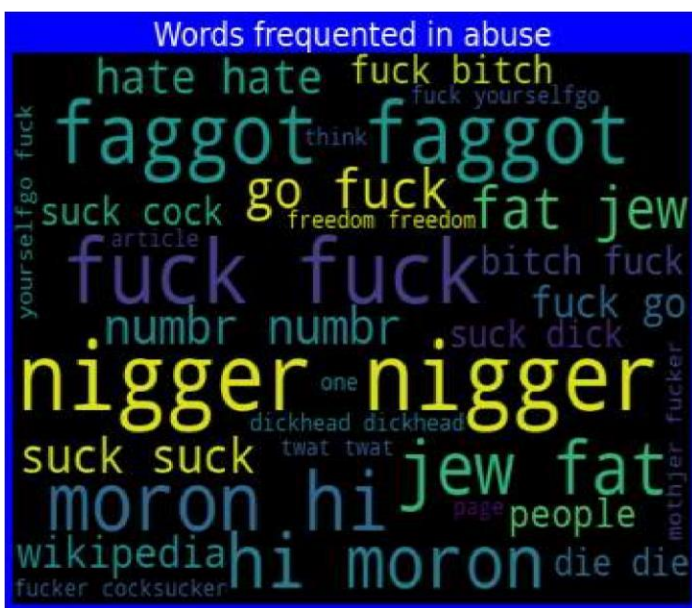 Words frequented in abuse
hate hate
fuck bitch
fuck yourselfgo
faggot
think
faggot
yourselfgo fuck
suck cock
go fuck
freedom freedom
fat jew
article
fuck fuck
bitch fuck
fuck go
numbr numbr
suck dick
nigger
one
nigger
mothjer fucker
dickhead dickhead
suck suck
twat twat
jew fat
moron hi
page
people
wikipedia
hi moron
die die
fucker cocksucker